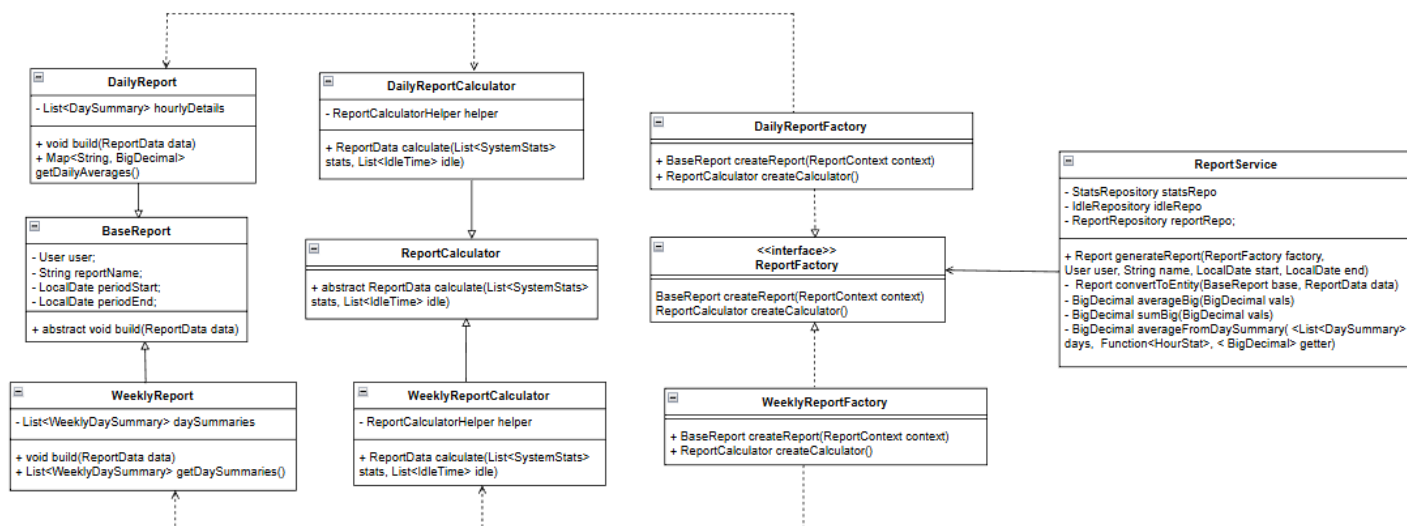 DailyReport
- List<DaySummary> hourlyDetails
+ void build(ReportData data)
+ Map<String, BigDecimal>
getDailyAverages()
DailyReportCalculator
- ReportCalculatorHelper helper
+ ReportData calculate(List<SystemStats>
stats, List<IdleTime> idle)
DailyReportFactory
+ BaseReport createReport(ReportContext context)
+ ReportCalculator createCalculator()
ReportService
- StatsRepository statsRepo
- IdleRepository idleRepo
- ReportRepository reportRepo;
+ Report generateReport(ReportFactory factory,
User user, String name, LocalDate start, LocalDate end)
- Report convertToEntity(BaseReport base, ReportData data)
- BigDecimal averageBig(BigDecimal vals)
- BigDecimal sumBig(BigDecimal vals)
- BigDecimal averageFromDaySummary( <List<DaySummary>
days, Function<HourStat>, < BigDecimal> getter)
BaseReport
- User user;
- String reportName;
- LocalDate periodStart;
- LocalDate periodEnd;
+ abstract void build(ReportData data)
ReportCalculator
+ abstract ReportData calculate(List<SystemStats>
stats, List<IdleTime> idle)
<<interface>>
ReportFactory
BaseReport createReport(ReportContext context)
ReportCalculator createCalculator()
WeeklyReport
- List<WeeklyDaySummary> daySummaries
+ void build(ReportData data)
+ List<WeeklyDaySummary> getDaySummaries()
WeeklyReportCalculator
- ReportCalculatorHelper helper
+ ReportData calculate(List<SystemStats>
stats, List<IdleTime> idle)
WeeklyReportFactory
+ BaseReport createReport(ReportContext context)
+ ReportCalculator createCalculator()